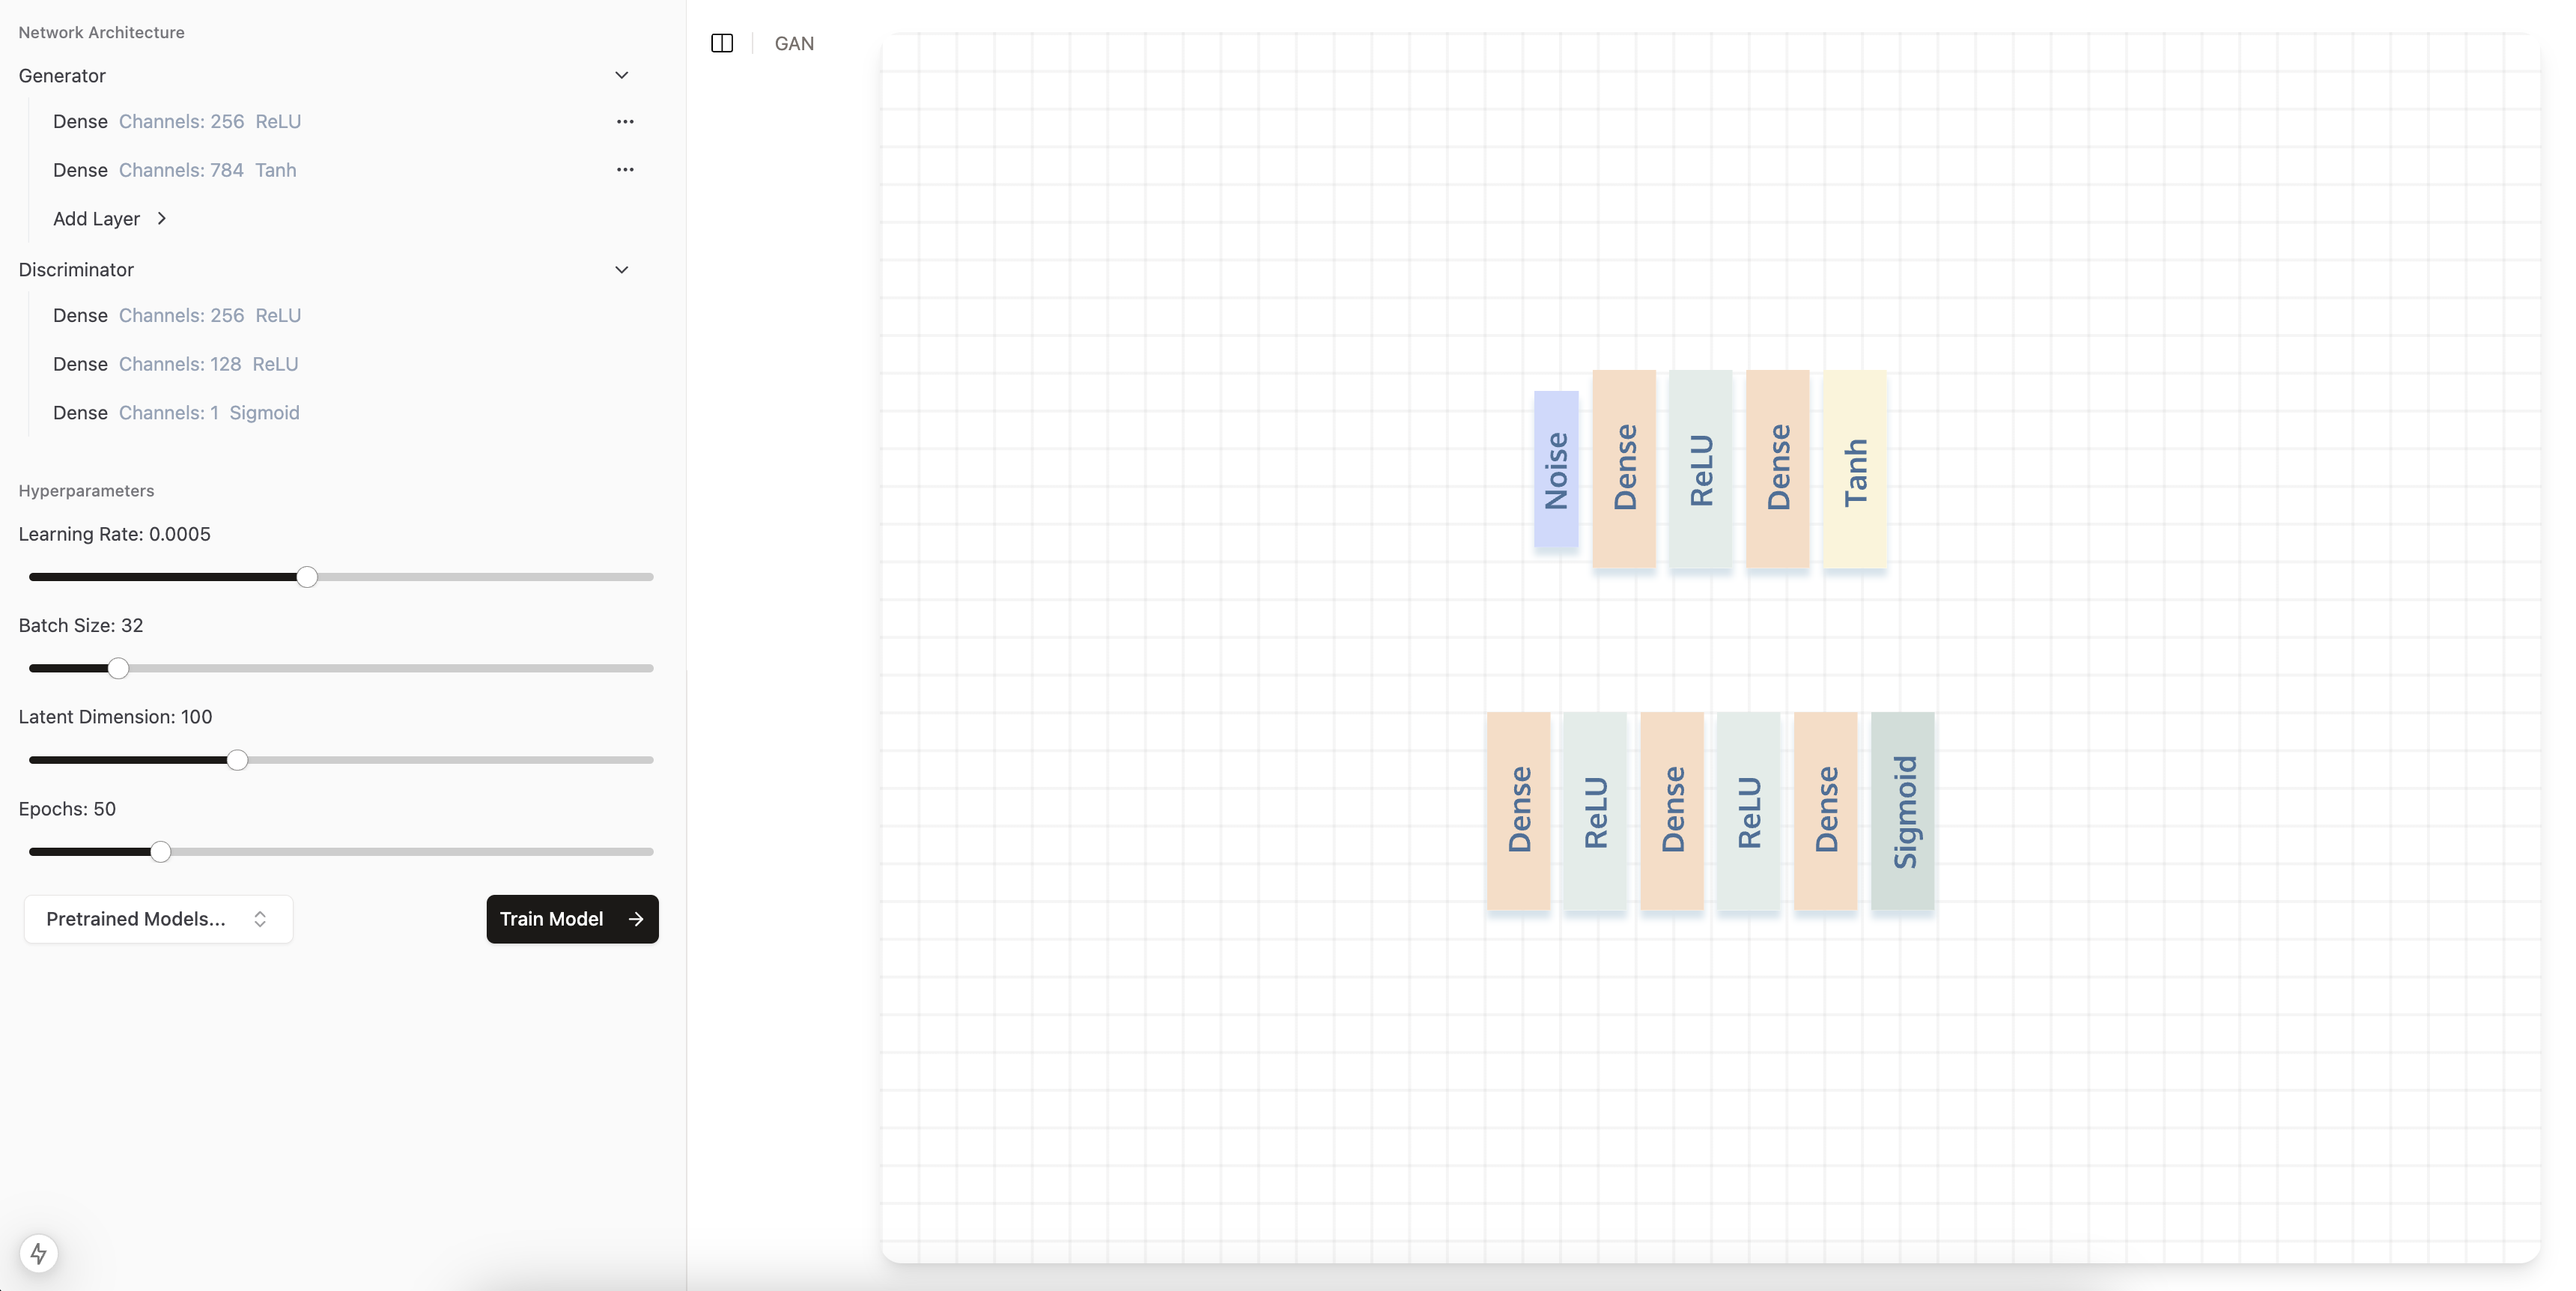 Network Architecture
Generator
Dense Channels: 256 ReLU
Dense Channels: 784 Tanh
Add Layer
Discriminator
Dense Channels: 256 ReLU
Dense Channels: 128 ReLU
Dense Channels: 1 Sigmoid
Hyperparameters
Learning Rate: 0.0005
Batch Size: 32
Latent Dimension: 100
Epochs: 50
Pretrained Models...
Train Model
GAN
Noise
Dense
ReLU
Dense
Tanh
Dense
ReLU
Dense
ReLU
Dense
Sigmoid